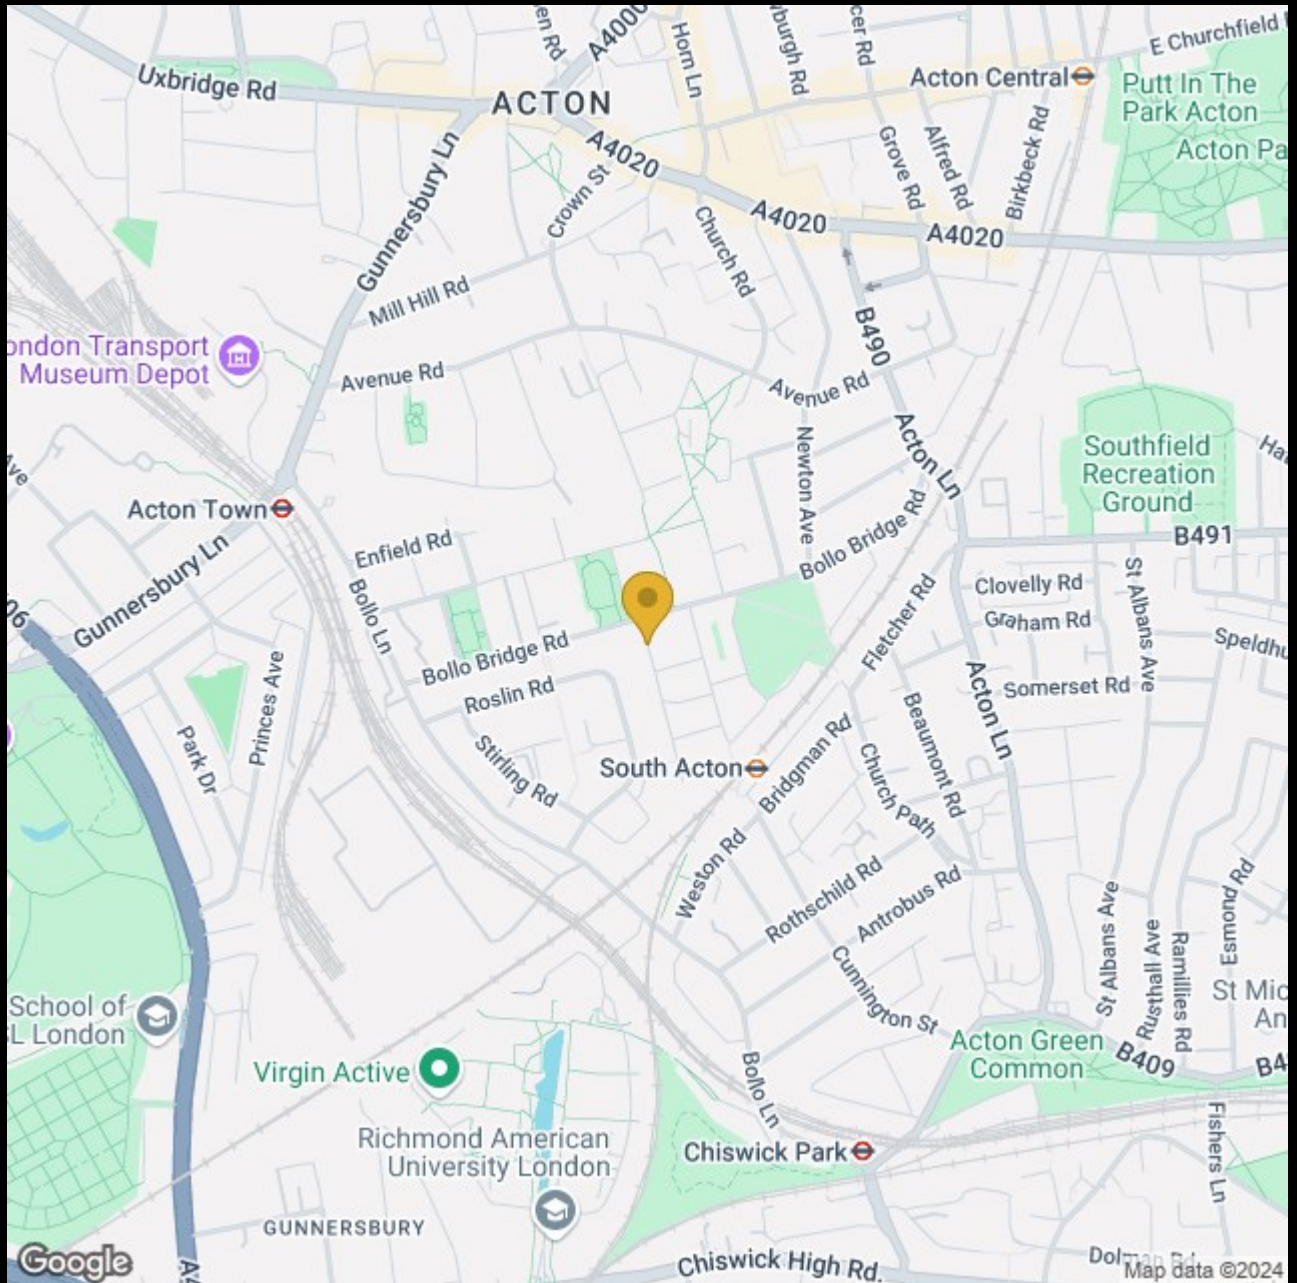 Uxbridge Rd
ACTON
A4000
Horn Ln
E Churchfield
Acton Central
Putt In The
Park Acton
A4020
Gunnersbury Ln
Crown St
Grove Rd
Alfred Rd
Birkbeck Rd
A4020
A4020
Church Rd
Mill Hill Rd
B490
London Transport
Museum Depot
Avenue Rd
Avenue Rd
Acton Ln
Newton Ave
Southfield
Recreation
Ground
Acton Town
Gunnersbury Ln
Enfield Rd
Bollo Bridge Rd
B491
Bollo Ln
Clovelly Rd
St Albans Ave
Graham Rd
Fletcher Rd
Bollo Bridge Rd
Princes Ave
Roslin Rd
Somerset Rd
Acton Ln
Park Dr
Stirling Rd
South Acton
Bridgman Rd
Beaumont Rd
Church Path
Weston Rd
Rothschild Rd
Antrobus Rd
Esmond Rd
St Albans Ave
Rusthall Ave
Ramillies Rd
Cunnington St
School of
Acton Green
Common
B409
Virgin Active
Bollo Ln
Richmond American
University London
Chiswick Park
Fishers Ln
GUNNERSBURY
Chiswick High Rd.
Google
Map data ©2024